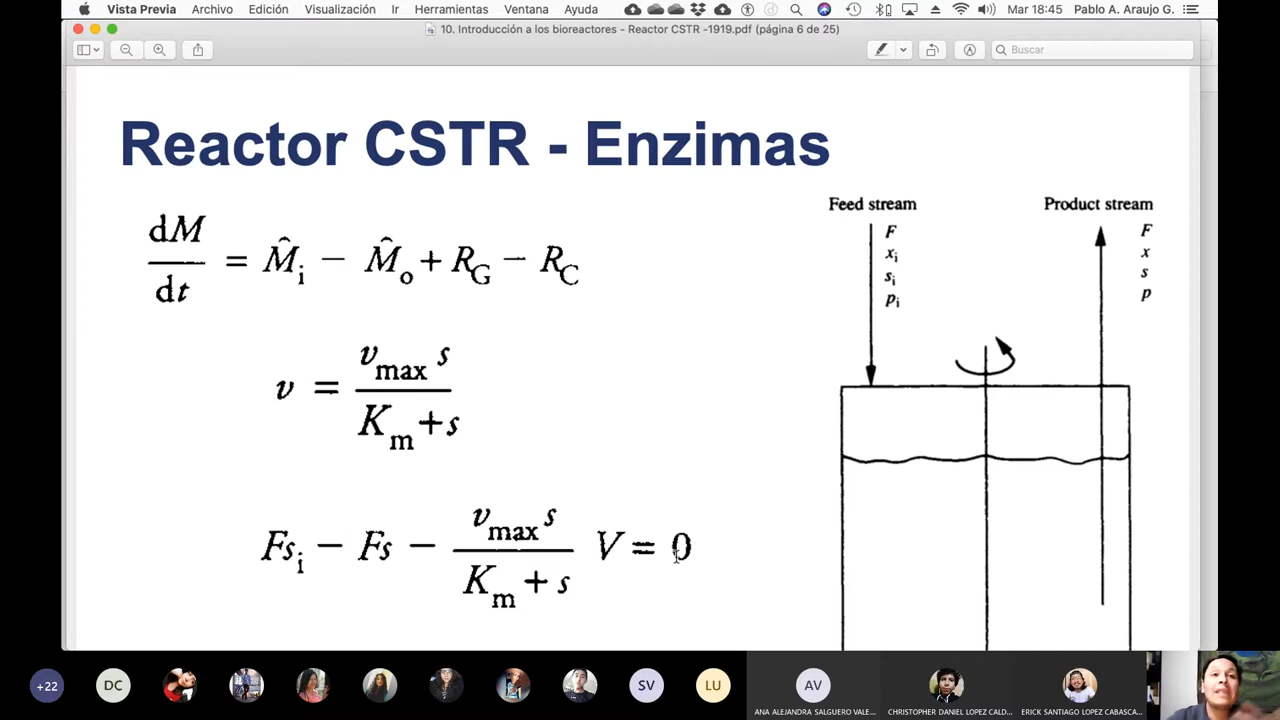 Vista Previa Archivo Edición Visualización Ir Herramientas Ventana Ayuda Mar 18:45 Pablo A. Araujo G.
10. Introducción a los bioreactores - Reactor CSTR -1919.pdf (página 6 de 25)
Buscar
Reactor CSTR - Enzimas
dM/dt = M̂i − M̂o + RG − RC
v = vmax s / Km + s
Fsi − Fs − vmax s / Km + s V = 0
Feed stream
F
xi
si
pi
Product stream
F
x
s
p
+22 DC SV LU AV
ANA ALEJANDRA SALGUERO VALE... CHRISTOPHER DANIEL LOPEZ CALD... ERICK SANTIAGO LOPEZ CABASCA...